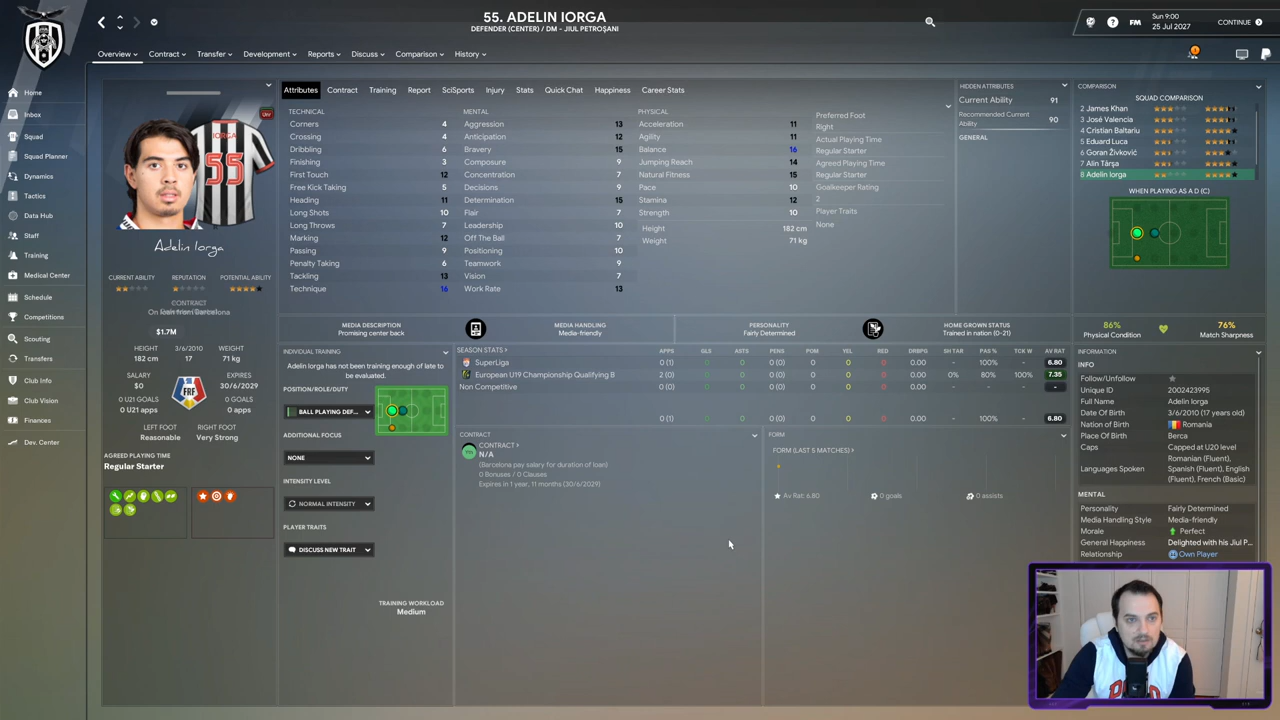 55. ADELIN IORGA
DEFENDER (CENTER) / DM - JIUL PETROȘANI
Sun 9:00
25 Jul 2027
FM
CONTINUE
Overview Contract Transfer Development Reports Discuss Comparison History
Home
Inbox
Squad
Squad Planner
Dynamics
Tactics
Data Hub
Staff
Training
Medical Center
Schedule
Competitions
Scouting
Transfers
Club Info
Club Vision
Finances
Dev. Center
IORGA
55
Unr
Adelin Iorga
CURRENT ABILITY REPUTATION POTENTIAL ABILITY
CONTRACT
$1.7M
HEIGHT 3/6/2010 WEIGHT
182 cm 17 71 kg
SALARY EXPIRES
$0 30/6/2029
0 U21 GOALS 0 GOALS
0 U21 apps 0 apps
FRF
LEFT FOOT RIGHT FOOT
Reasonable Very Strong
AGREED PLAYING TIME
Regular Starter
Attributes Contract Training Report SciSports Injury Stats Quick Chat Happiness Career Stats
TECHNICAL
Corners 4
Crossing 4
Dribbling 6
Finishing 3
First Touch 12
Free Kick Taking 5
Heading 11
Long Shots 10
Long Throws 7
Marking 12
Passing 9
Penalty Taking 6
Tackling 13
Technique 16
MENTAL
Aggression 13
Anticipation 12
Bravery 15
Composure 9
Concentration 7
Decisions 9
Determination 15
Flair 7
Leadership 10
Off The Ball 7
Positioning 10
Teamwork 9
Vision 7
Work Rate 13
PHYSICAL
Acceleration 11
Agility 11
Balance 16
Jumping Reach 14
Natural Fitness 15
Pace 10
Stamina 12
Strength 10
Height 182 cm
Weight 71 kg
Preferred Foot
Right
Actual Playing Time
Regular Starter
Agreed Playing Time
Regular Starter
Goalkeeper Rating
2
Player Traits
None
HIDDEN ATTRIBUTES
Current Ability 91
Recommended Current
Ability 90
GENERAL
COMPARISON
SQUAD COMPARISON
2 James Khan
3 José Valencia
4 Cristian Baltariu
5 Eduard Luca
6 Goran Živković
7 Alin Târșa
8 Adelin Iorga
WHEN PLAYING AS A D (C)
MEDIA DESCRIPTION
Promising center back
MEDIA HANDLING
Media-friendly
PERSONALITY
Fairly Determined
HOME GROWN STATUS
Trained in nation (0-21)
86%
Physical Condition
76%
Match Sharpness
INDIVIDUAL TRAINING
Adelin Iorga has not been training enough of late to
be evaluated.
POSITION/ROLE/DUTY
BALL PLAYING DEF...
ADDITIONAL FOCUS
NONE
INTENSITY LEVEL
NORMAL INTENSITY
PLAYER TRAITS
DISCUSS NEW TRAIT
TRAINING WORKLOAD
Medium
SEASON STATS APPS GLS ASTS PENS POM YEL RED DRBPG SH TAR PAS % TCK W AV RAT
SuperLiga 0 (1) 0 0 0 (0) 0 0 0 0.00 - 100% - 6.80
European U19 Championship Qualifying B 2 (0) 0 0 0 (0) 0 0 0 0.00 0% 80% 100% 7.35
Non Competitive 0 (0) 0 0 0 (0) 0 0 0 0.00 - - - -
0 (1) 0 0 0 (0) 0 0 0 0.00 - 100% - 6.80
CONTRACT
CONTRACT
N/A
(Barcelona pay salary for duration of loan)
0 Bonuses / 0 Clauses
Expires in 1 year, 11 months (30/6/2029)
FORM
FORM (LAST 5 MATCHES)
Av Rat: 6.80 0 goals 0 assists
INFORMATION
INFO
Follow/Unfollow
Unique ID 2002423995
Full Name Adelin Iorga
Date Of Birth 3/6/2010 (17 years old)
Nation of Birth Romania
Place Of Birth Berca
Caps Capped at U20 level
Languages Spoken Romanian (Fluent), Spanish (Fluent), English (Fluent), French (Basic)
MENTAL
Personality Fairly Determined
Media Handling Style Media-friendly
Morale Perfect
General Happiness Delighted with his Jiul P...
Relationship Own Player